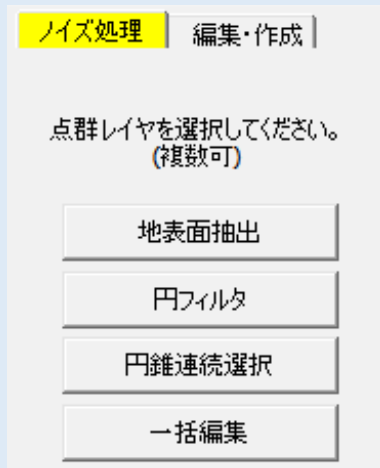 ノイズ処理
編集・作成
点群レイヤを選択してください。
(複数可)
地表面抽出
円フィルタ
円錐連続選択
一括編集